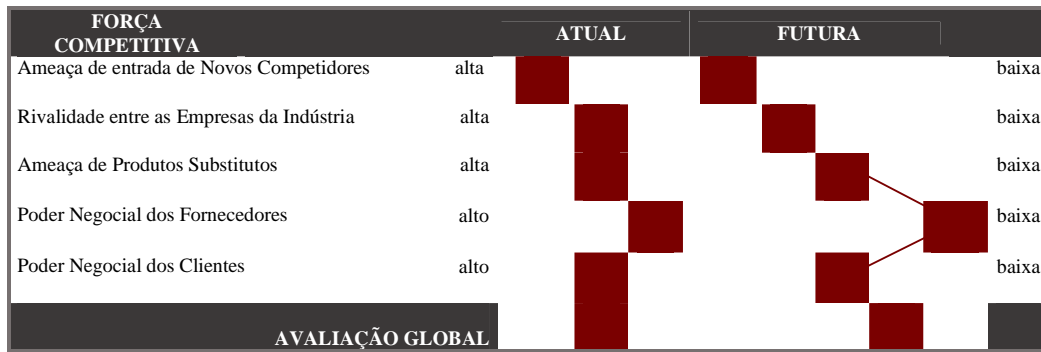 FORÇA
COMPETITIVA
ATUAL
FUTURA
Ameaça de entrada de Novos Competidores alta baixa
Rivalidade entre as Empresas da Indústria alta baixa
Ameaça de Produtos Substitutos alta baixa
Poder Negocial dos Fornecedores alto baixa
Poder Negocial dos Clientes alto baixa
AVALIAÇÃO GLOBAL